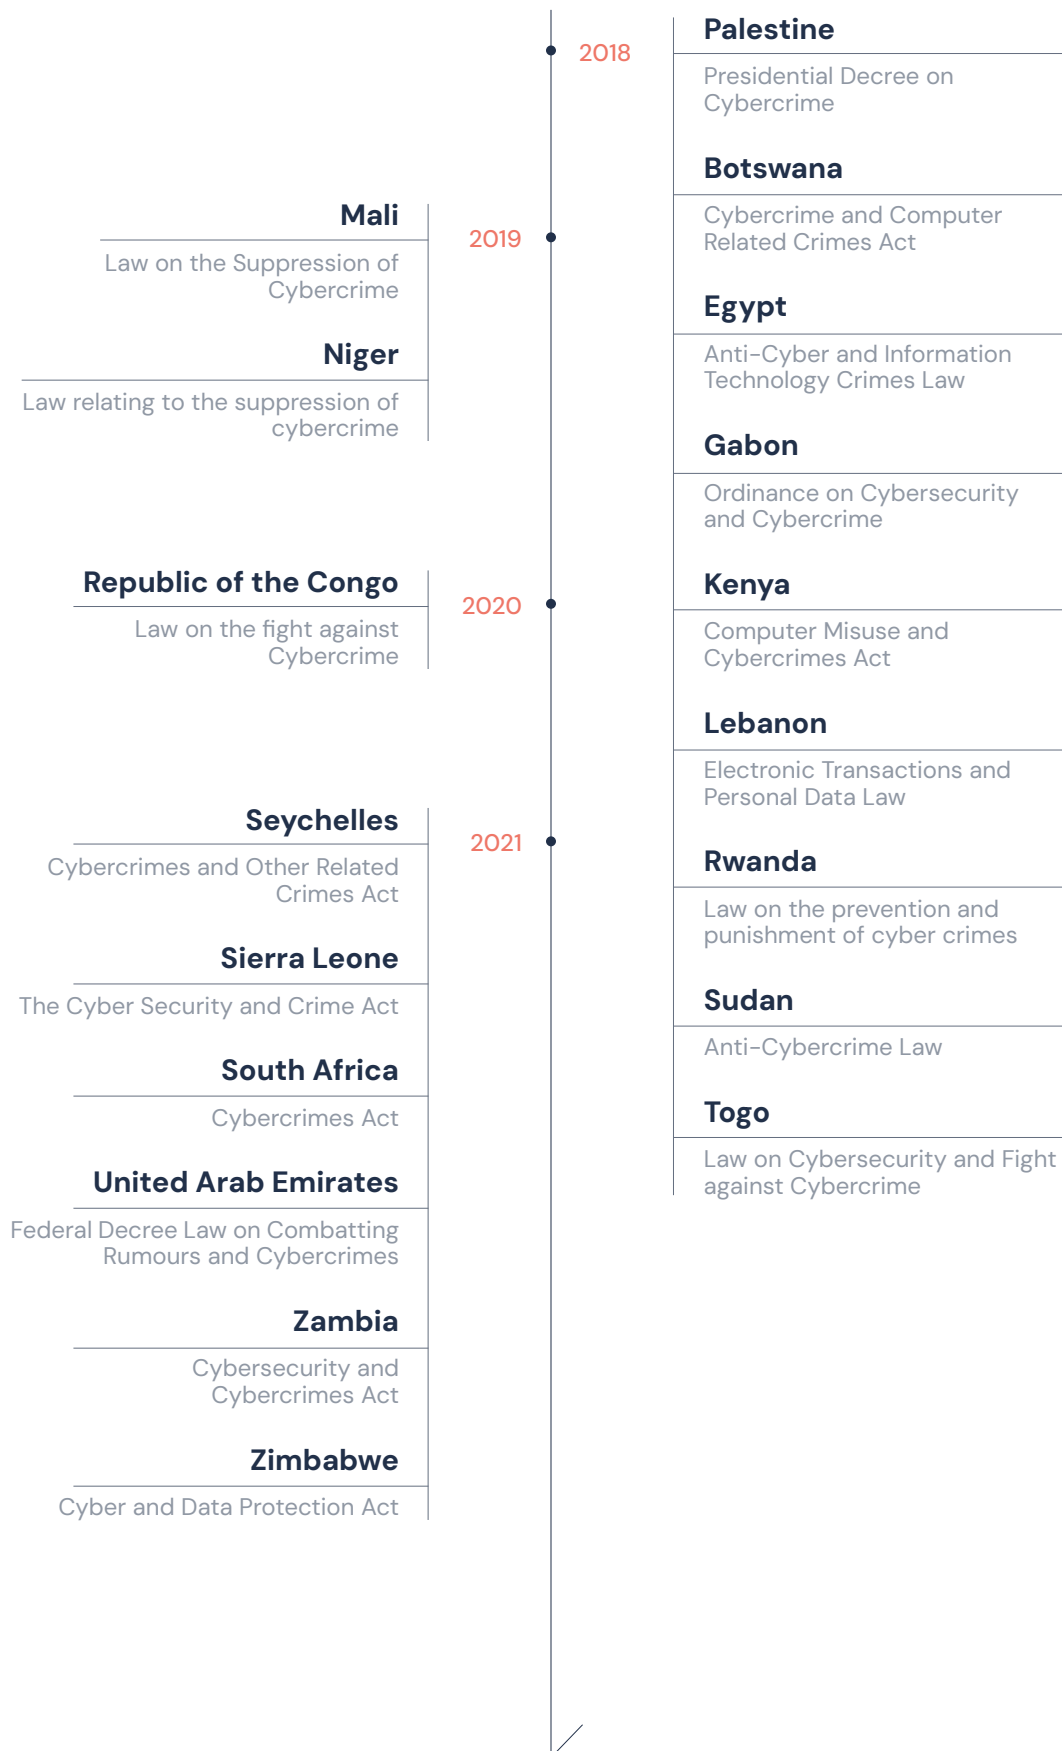 2018
Palestine
Presidential Decree on
Cybercrime
Botswana
Cybercrime and Computer
Related Crimes Act
Egypt
Anti-Cyber and Information
Technology Crimes Law
Gabon
Ordinance on Cybersecurity
and Cybercrime
Kenya
Computer Misuse and
Cybercrimes Act
Lebanon
Electronic Transactions and
Personal Data Law
Rwanda
Law on the prevention and
punishment of cyber crimes
Sudan
Anti-Cybercrime Law
Togo
Law on Cybersecurity and Fight
against Cybercrime
2019
Mali
Law on the Suppression of
Cybercrime
Niger
Law relating to the suppression of
cybercrime
2020
Republic of the Congo
Law on the fight against
Cybercrime
2021
Seychelles
Cybercrimes and Other Related
Crimes Act
Sierra Leone
The Cyber Security and Crime Act
South Africa
Cybercrimes Act
United Arab Emirates
Federal Decree Law on Combatting
Rumours and Cybercrimes
Zambia
Cybersecurity and
Cybercrimes Act
Zimbabwe
Cyber and Data Protection Act